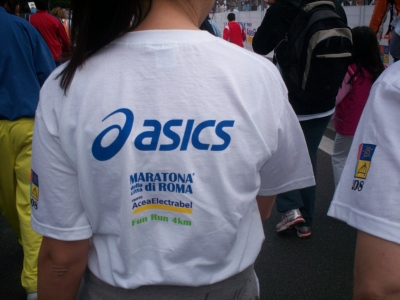 asics
MARATONA
della
città di ROMA
AceaElectrabel
Fun Run 4km